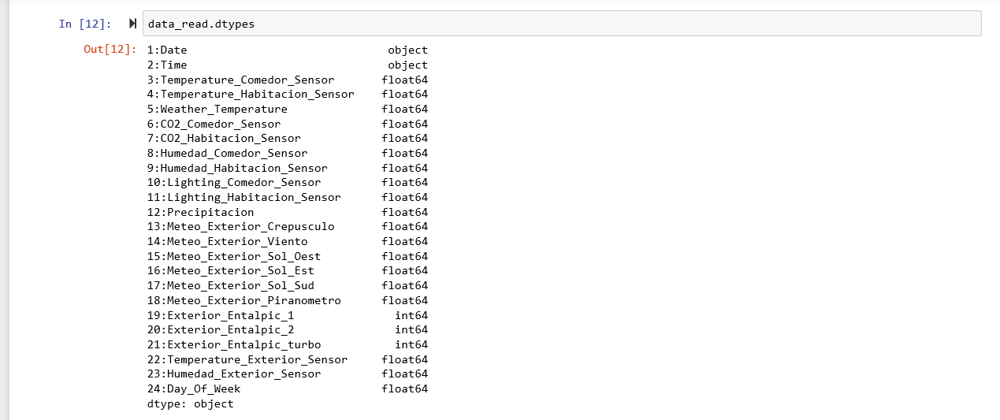 In [12]: data_read.dtypes
Out[12]: 1:Date object
2:Time object
3:Temperature_Comedor_Sensor float64
4:Temperature_Habitacion_Sensor float64
5:Weather_Temperature float64
6:CO2_Comedor_Sensor float64
7:CO2_Habitacion_Sensor float64
8:Humedad_Comedor_Sensor float64
9:Humedad_Habitacion_Sensor float64
10:Lighting_Comedor_Sensor float64
11:Lighting_Habitacion_Sensor float64
12:Precipitacion float64
13:Meteo_Exterior_Crepusculo float64
14:Meteo_Exterior_Viento float64
15:Meteo_Exterior_Sol_Oest float64
16:Meteo_Exterior_Sol_Est float64
17:Meteo_Exterior_Sol_Sud float64
18:Meteo_Exterior_Piranometro float64
19:Exterior_Entalpic_1 int64
20:Exterior_Entalpic_2 int64
21:Exterior_Entalpic_turbo int64
22:Temperature_Exterior_Sensor float64
23:Humedad_Exterior_Sensor float64
24:Day_Of_Week float64
dtype: object